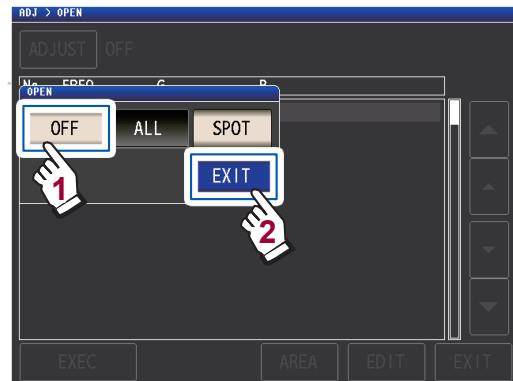 ADJ > OPEN
ADJUST OFF
No. FREQ G B
OPEN
OFF ALL SPOT
EXIT
1
2
EXEC AREA EDIT EXIT